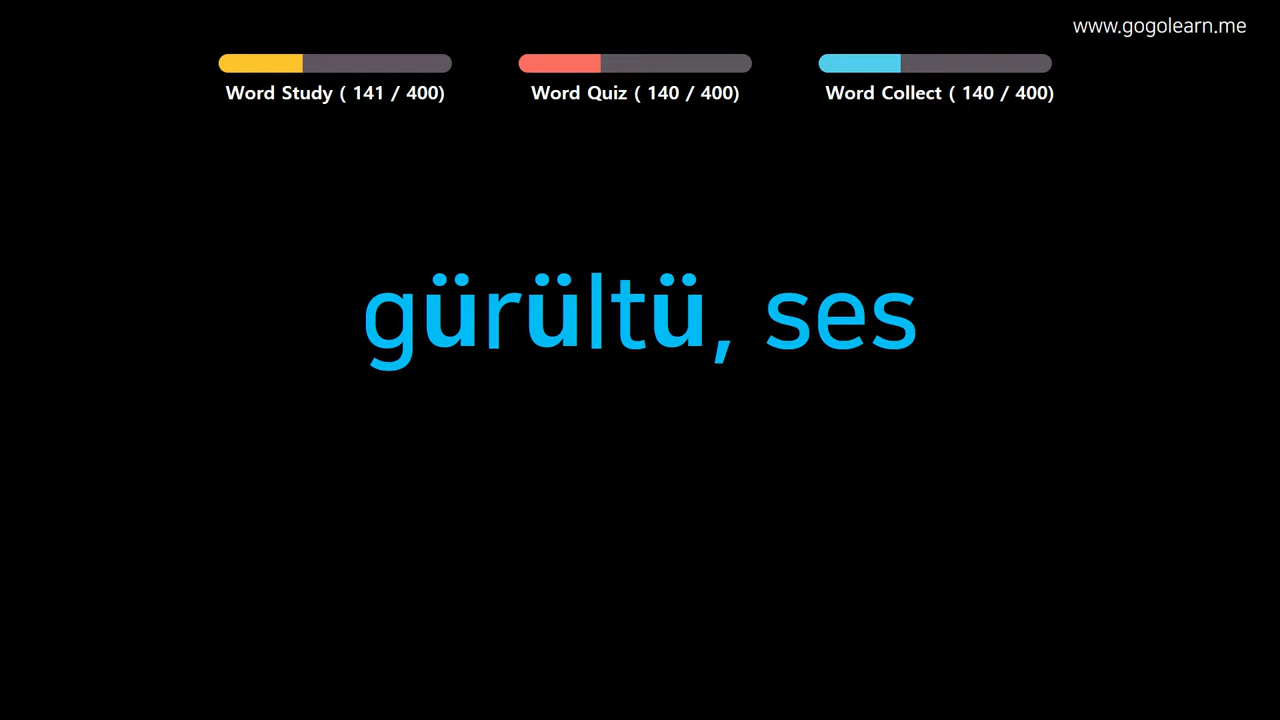 www.gogolearn.me
Word Study ( 141 / 400)
Word Quiz ( 140 / 400)
Word Collect ( 140 / 400)
gürültü, ses